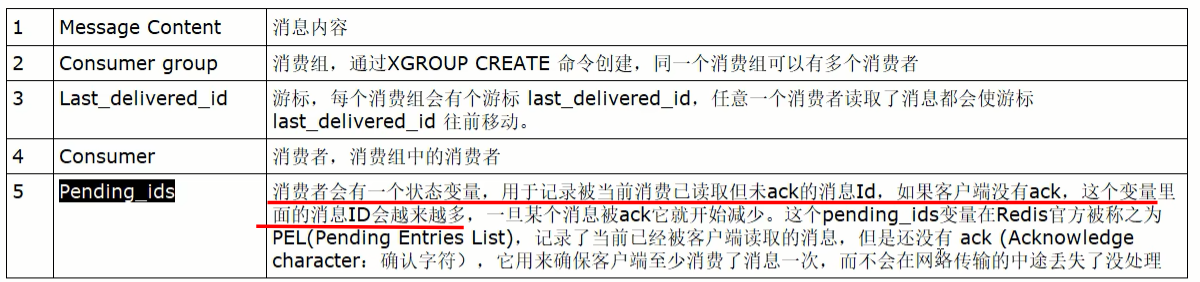 1 Message Content 消息内容
2 Consumer group 消费组，通过XGROUP CREATE 命令创建，同一个消费组可以有多个消费者
3 Last_delivered_id 游标，每个消费组会有个游标 last_delivered_id，任意一个消费者读取了消息都会使游标
last_delivered_id 往前移动。
4 Consumer 消费者，消费组中的消费者
5 Pending_ids 消费者会有一个状态变量，用于记录被当前消费已读取但未ack的消息Id，如果客户端没有ack，这个变量里
面的消息ID会越来越多，一旦某个消息被ack它就开始减少。这个pending_ids变量在Redis官方被称之为
PEL(Pending Entries List)，记录了当前已经被客户端读取的消息，但是还没有 ack (Acknowledge
character：确认字符），它用来确保客户端至少消费了消息一次，而不会在网络传输的中途丢失了没处理